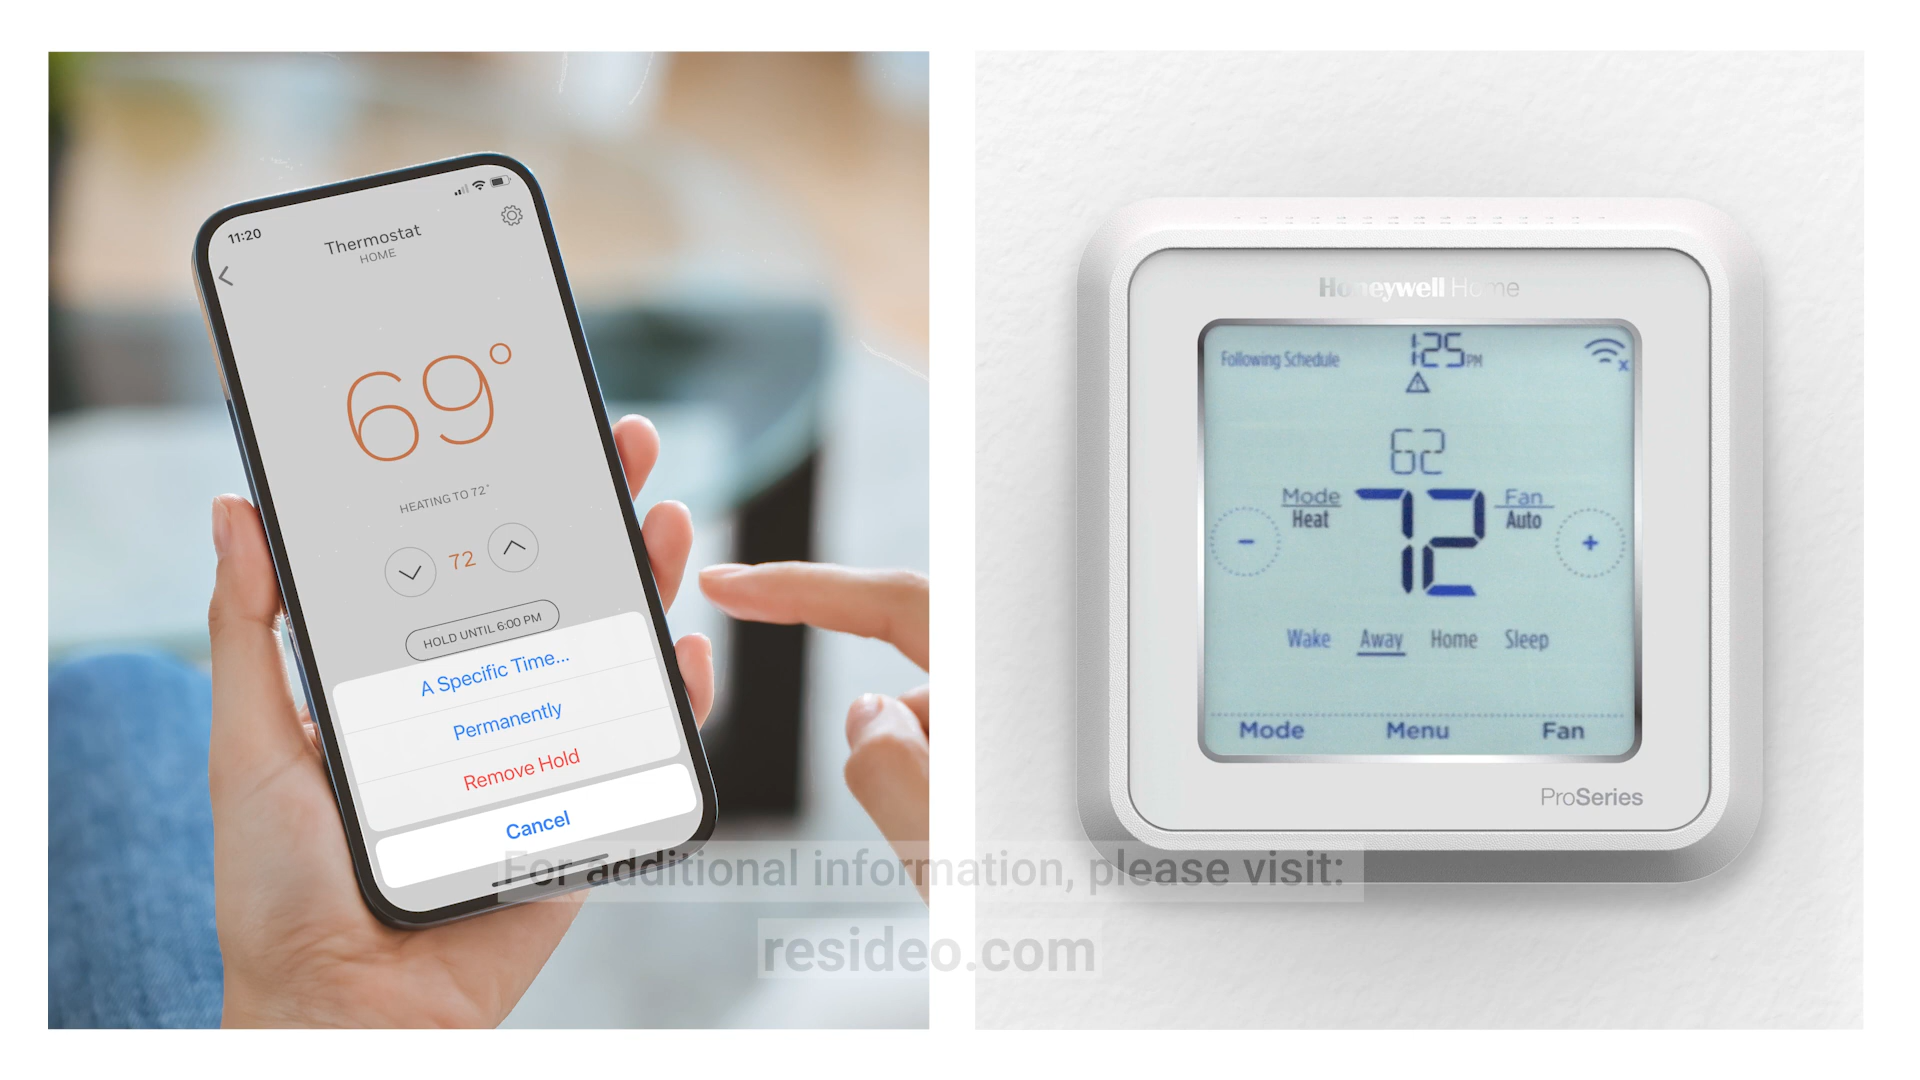 11:20
Thermostat
HOME
69°
HEATING TO 72°
72
HOLD UNTIL 6:00 PM
A Specific Time...
Permanently
Remove Hold
Cancel
Honeywell Home
Following Schedule
1:25 PM
62
Mode
Heat
72
Fan
Auto
-
+
Wake Away Home Sleep
Mode Menu Fan
ProSeries
For additional information, please visit:
resideo.com